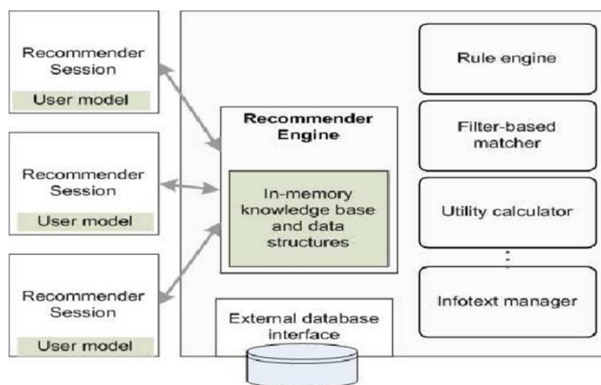 Recommender
Session
User model
Recommender
Session
User model
Recommender
Session
User model
Recommender
Engine
In-memory
knowledge base
and data
structures
External database
interface
Rule engine
Filter-based
matcher
Utility calculator
Infotext manager